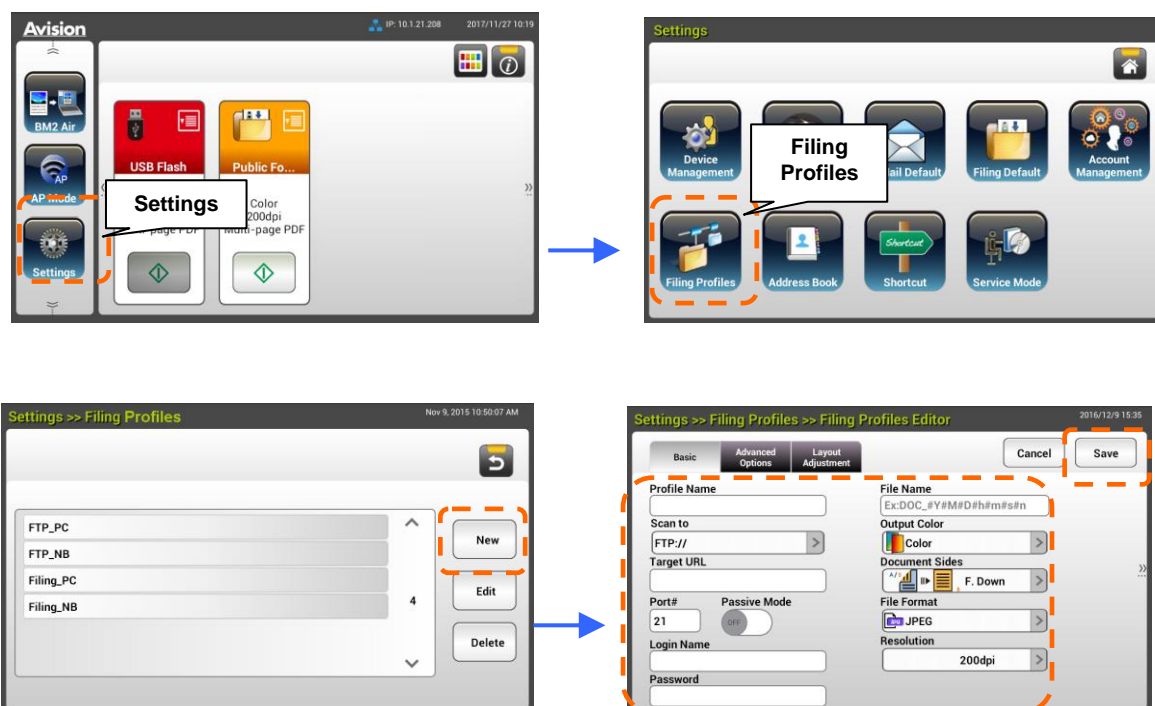 Avision
IP: 10.1.21.208 2017/11/27 10:19
BM2 Air
AP
AP Mode
Settings
USB Flash
Public Fo...
Color
200dpi
Multi-page PDF
page PDF
Settings
Settings
Device
Management
ail Default
Filing Default
Account
Management
Filing
Profiles
Filing Profiles
Address Book
Shortcut
Shortcut
Service Mode
Settings >> Filing Profiles
Nov 9, 2015 10:50:07 AM
FTP_PC
FTP_NB
Filing_PC
Filing_NB
4
New
Edit
Delete
Settings >> Filing Profiles >> Filing Profiles Editor
2016/12/9 15:35
Basic
Advanced
Options
Layout
Adjustment
Cancel
Save
Profile Name
Scan to
FTP://
Target URL
Port# Passive Mode
21 OFF
Login Name
Password
File Name
Ex:DOC_#Y#M#D#h#m#s#n
Output Color
Color
Document Sides
F. Down
File Format
JPEG
Resolution
200dpi